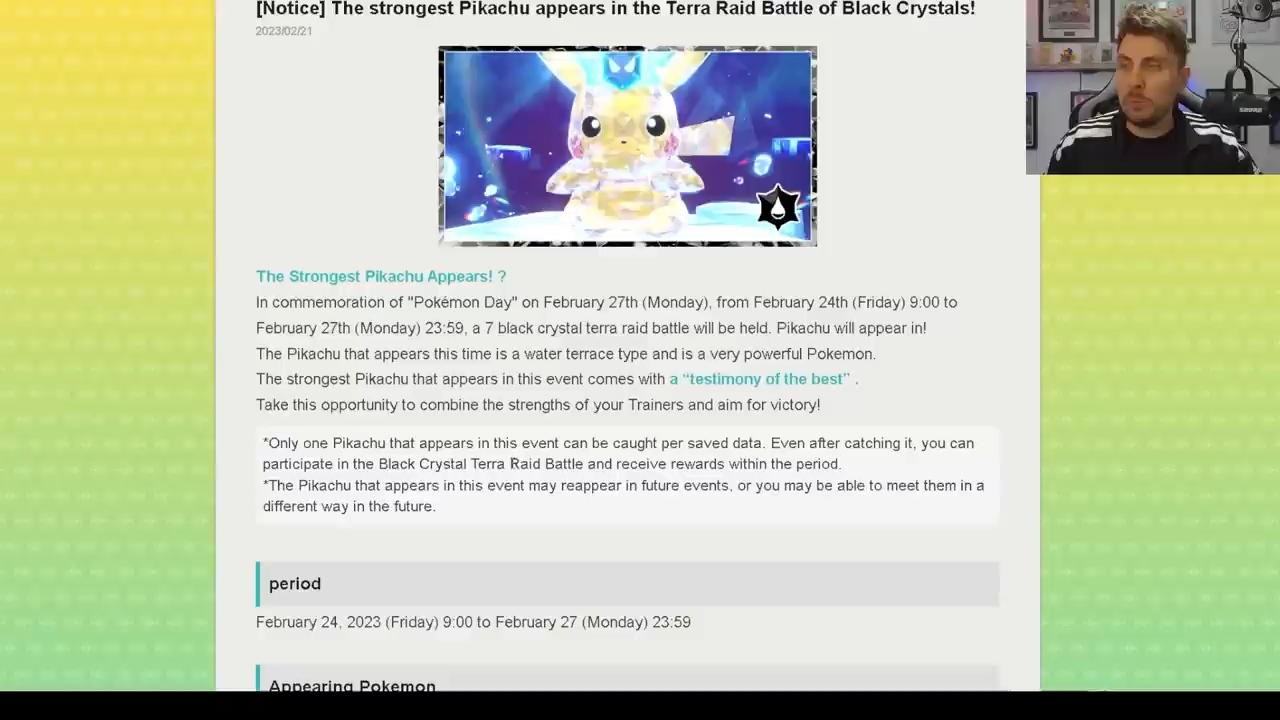 [Notice] The strongest Pikachu appears in the Terra Raid Battle of Black Crystals!
2023/02/21
The Strongest Pikachu Appears! ?
In commemoration of "Pokémon Day" on February 27th (Monday), from February 24th (Friday) 9:00 to
February 27th (Monday) 23:59, a 7 black crystal terra raid battle will be held. Pikachu will appear in!
The Pikachu that appears this time is a water terrace type and is a very powerful Pokemon.
The strongest Pikachu that appears in this event comes with a “testimony of the best” .
Take this opportunity to combine the strengths of your Trainers and aim for victory!
*Only one Pikachu that appears in this event can be caught per saved data. Even after catching it, you can
participate in the Black Crystal Terra Raid Battle and receive rewards within the period.
*The Pikachu that appears in this event may reappear in future events, or you may be able to meet them in a
different way in the future.
period
February 24, 2023 (Friday) 9:00 to February 27 (Monday) 23:59
Appearing Pokemon
SHURE